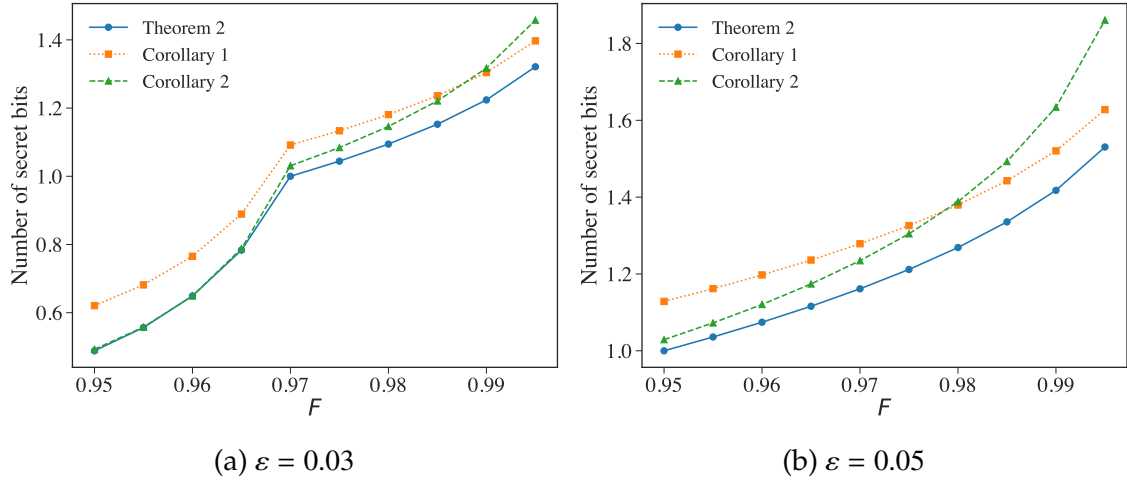 Theorem 2
Corollary 1
Corollary 2
Number of secret bits
1.4
1.2
1.0
0.8
0.6
0.95
0.96
0.97
0.98
0.99
F
(a) ε = 0.03
Theorem 2
Corollary 1
Corollary 2
Number of secret bits
1.8
1.6
1.4
1.2
1.0
0.95
0.96
0.97
0.98
0.99
F
(b) ε = 0.05